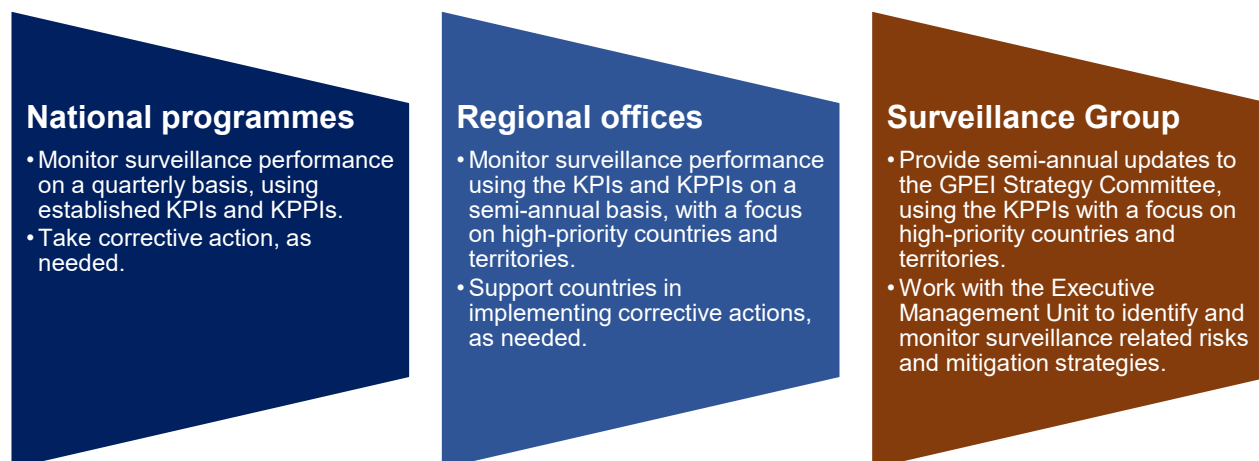 National programmes
• Monitor surveillance performance
on a quarterly basis, using
established KPIs and KPPIs.
• Take corrective action, as
needed.
Regional offices
• Monitor surveillance performance
using the KPIs and KPPIs on a
semi-annual basis, with a focus
on high-priority countries and
territories.
• Support countries in
implementing corrective actions,
as needed.
Surveillance Group
• Provide semi-annual updates to
the GPEI Strategy Committee,
using the KPPIs with a focus on
high-priority countries and
territories.
• Work with the Executive
Management Unit to identify and
monitor surveillance related risks
and mitigation strategies.